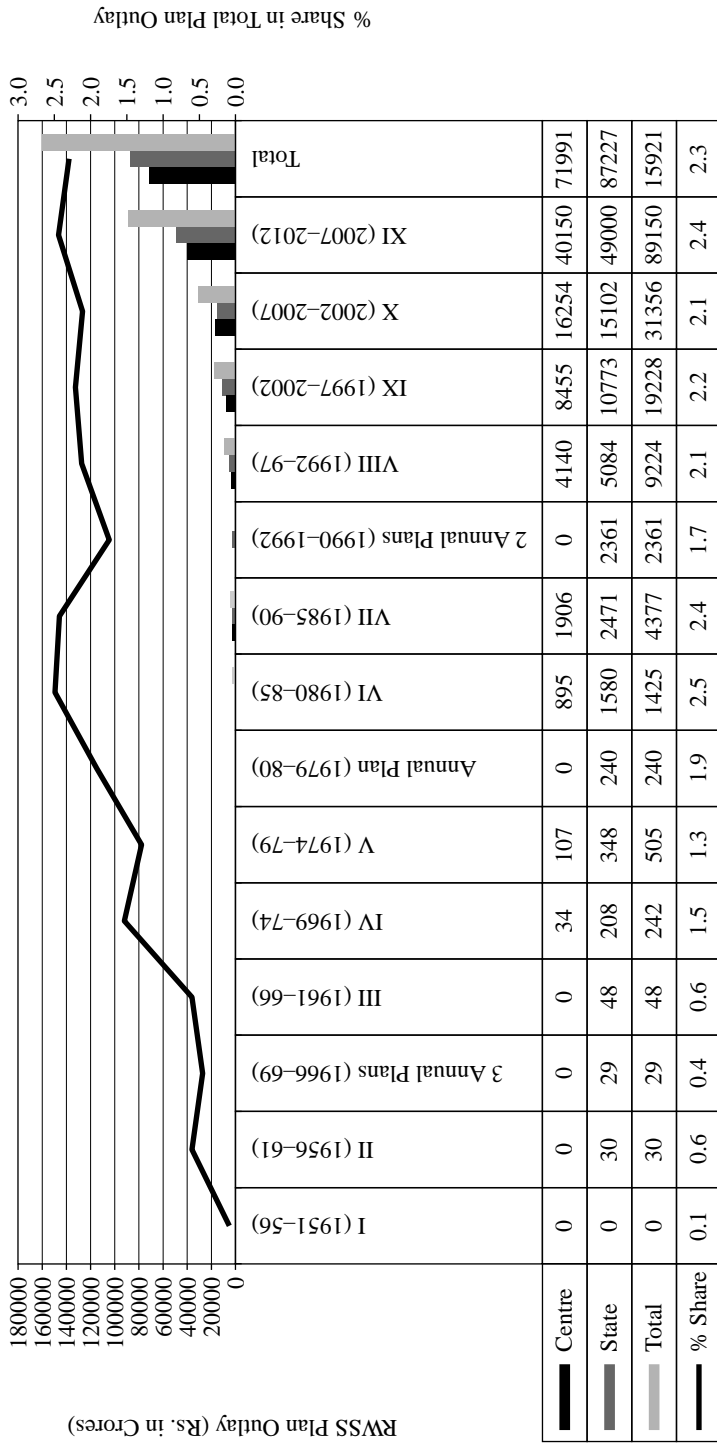 RWSS Plan Outlay (Rs. in Crores)
180000
160000
140000
120000
100000
80000
60000
40000
20000
0
% Share in Total Plan Outlay
3.0
2.5
2.0
1.5
1.0
0.5
0.0
I (1951–56) II (1956–61) 3 Annual Plans (1966–69) III (1961–66) IV (1969–74) V (1974–79) Annual Plan (1979–80) VI (1980–85) VII (1985–90) 2 Annual Plans (1990–1992) VIII (1992–97) IX (1997–2002) X (2002–2007) XI (2007–2012) Total
Centre 0 0 0 0 34 107 0 895 1906 0 4140 8455 16254 40150 71991
State 0 30 29 48 208 348 240 1580 2471 2361 5084 10773 15102 49000 87227
Total 0 30 29 48 242 505 240 1425 4377 2361 9224 19228 31356 89150 15921
% Share 0.1 0.6 0.4 0.6 1.5 1.3 1.9 2.5 2.4 1.7 2.1 2.2 2.1 2.4 2.3